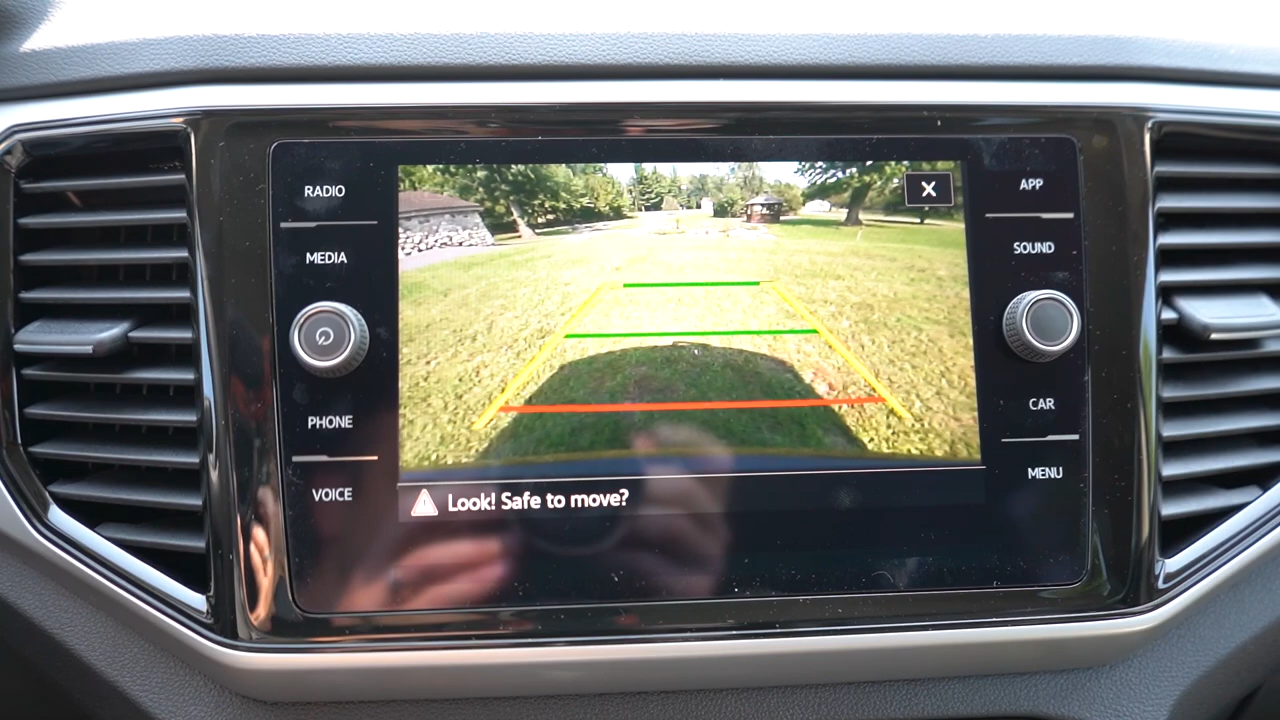 RADIO
MEDIA
PHONE
VOICE
X
Look! Safe to move?
APP
SOUND
CAR
MENU